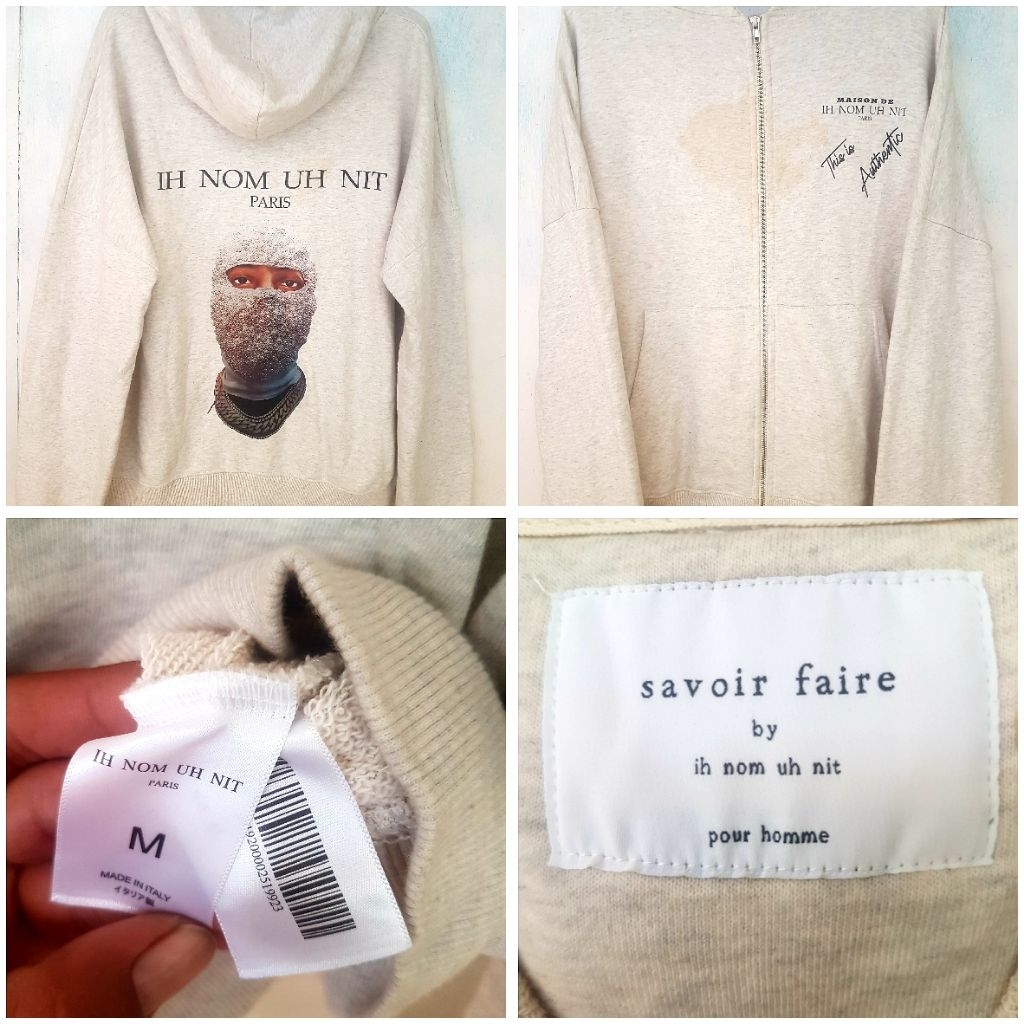 IH NOM UH NIT
PARIS
MAISON DE
IH NOM UH NIT
PARIS
This is
Authentic
IH NOM UH NIT
PARIS
M
MADE IN ITALY
イタリア製
savoir faire
by
ih nom uh nit
pour homme